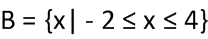 B = {x| - 2 ≤ x ≤ 4}